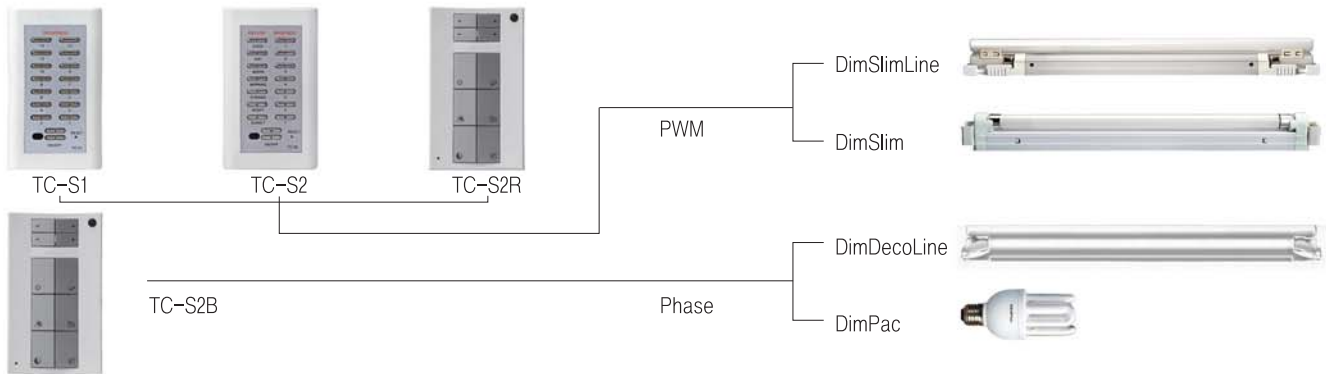 DimSlimLine
PWM
DimSlim
TC-S1
TC-S2
TC-S2R
DimDecoLine
TC-S2B
Phase
DimPac